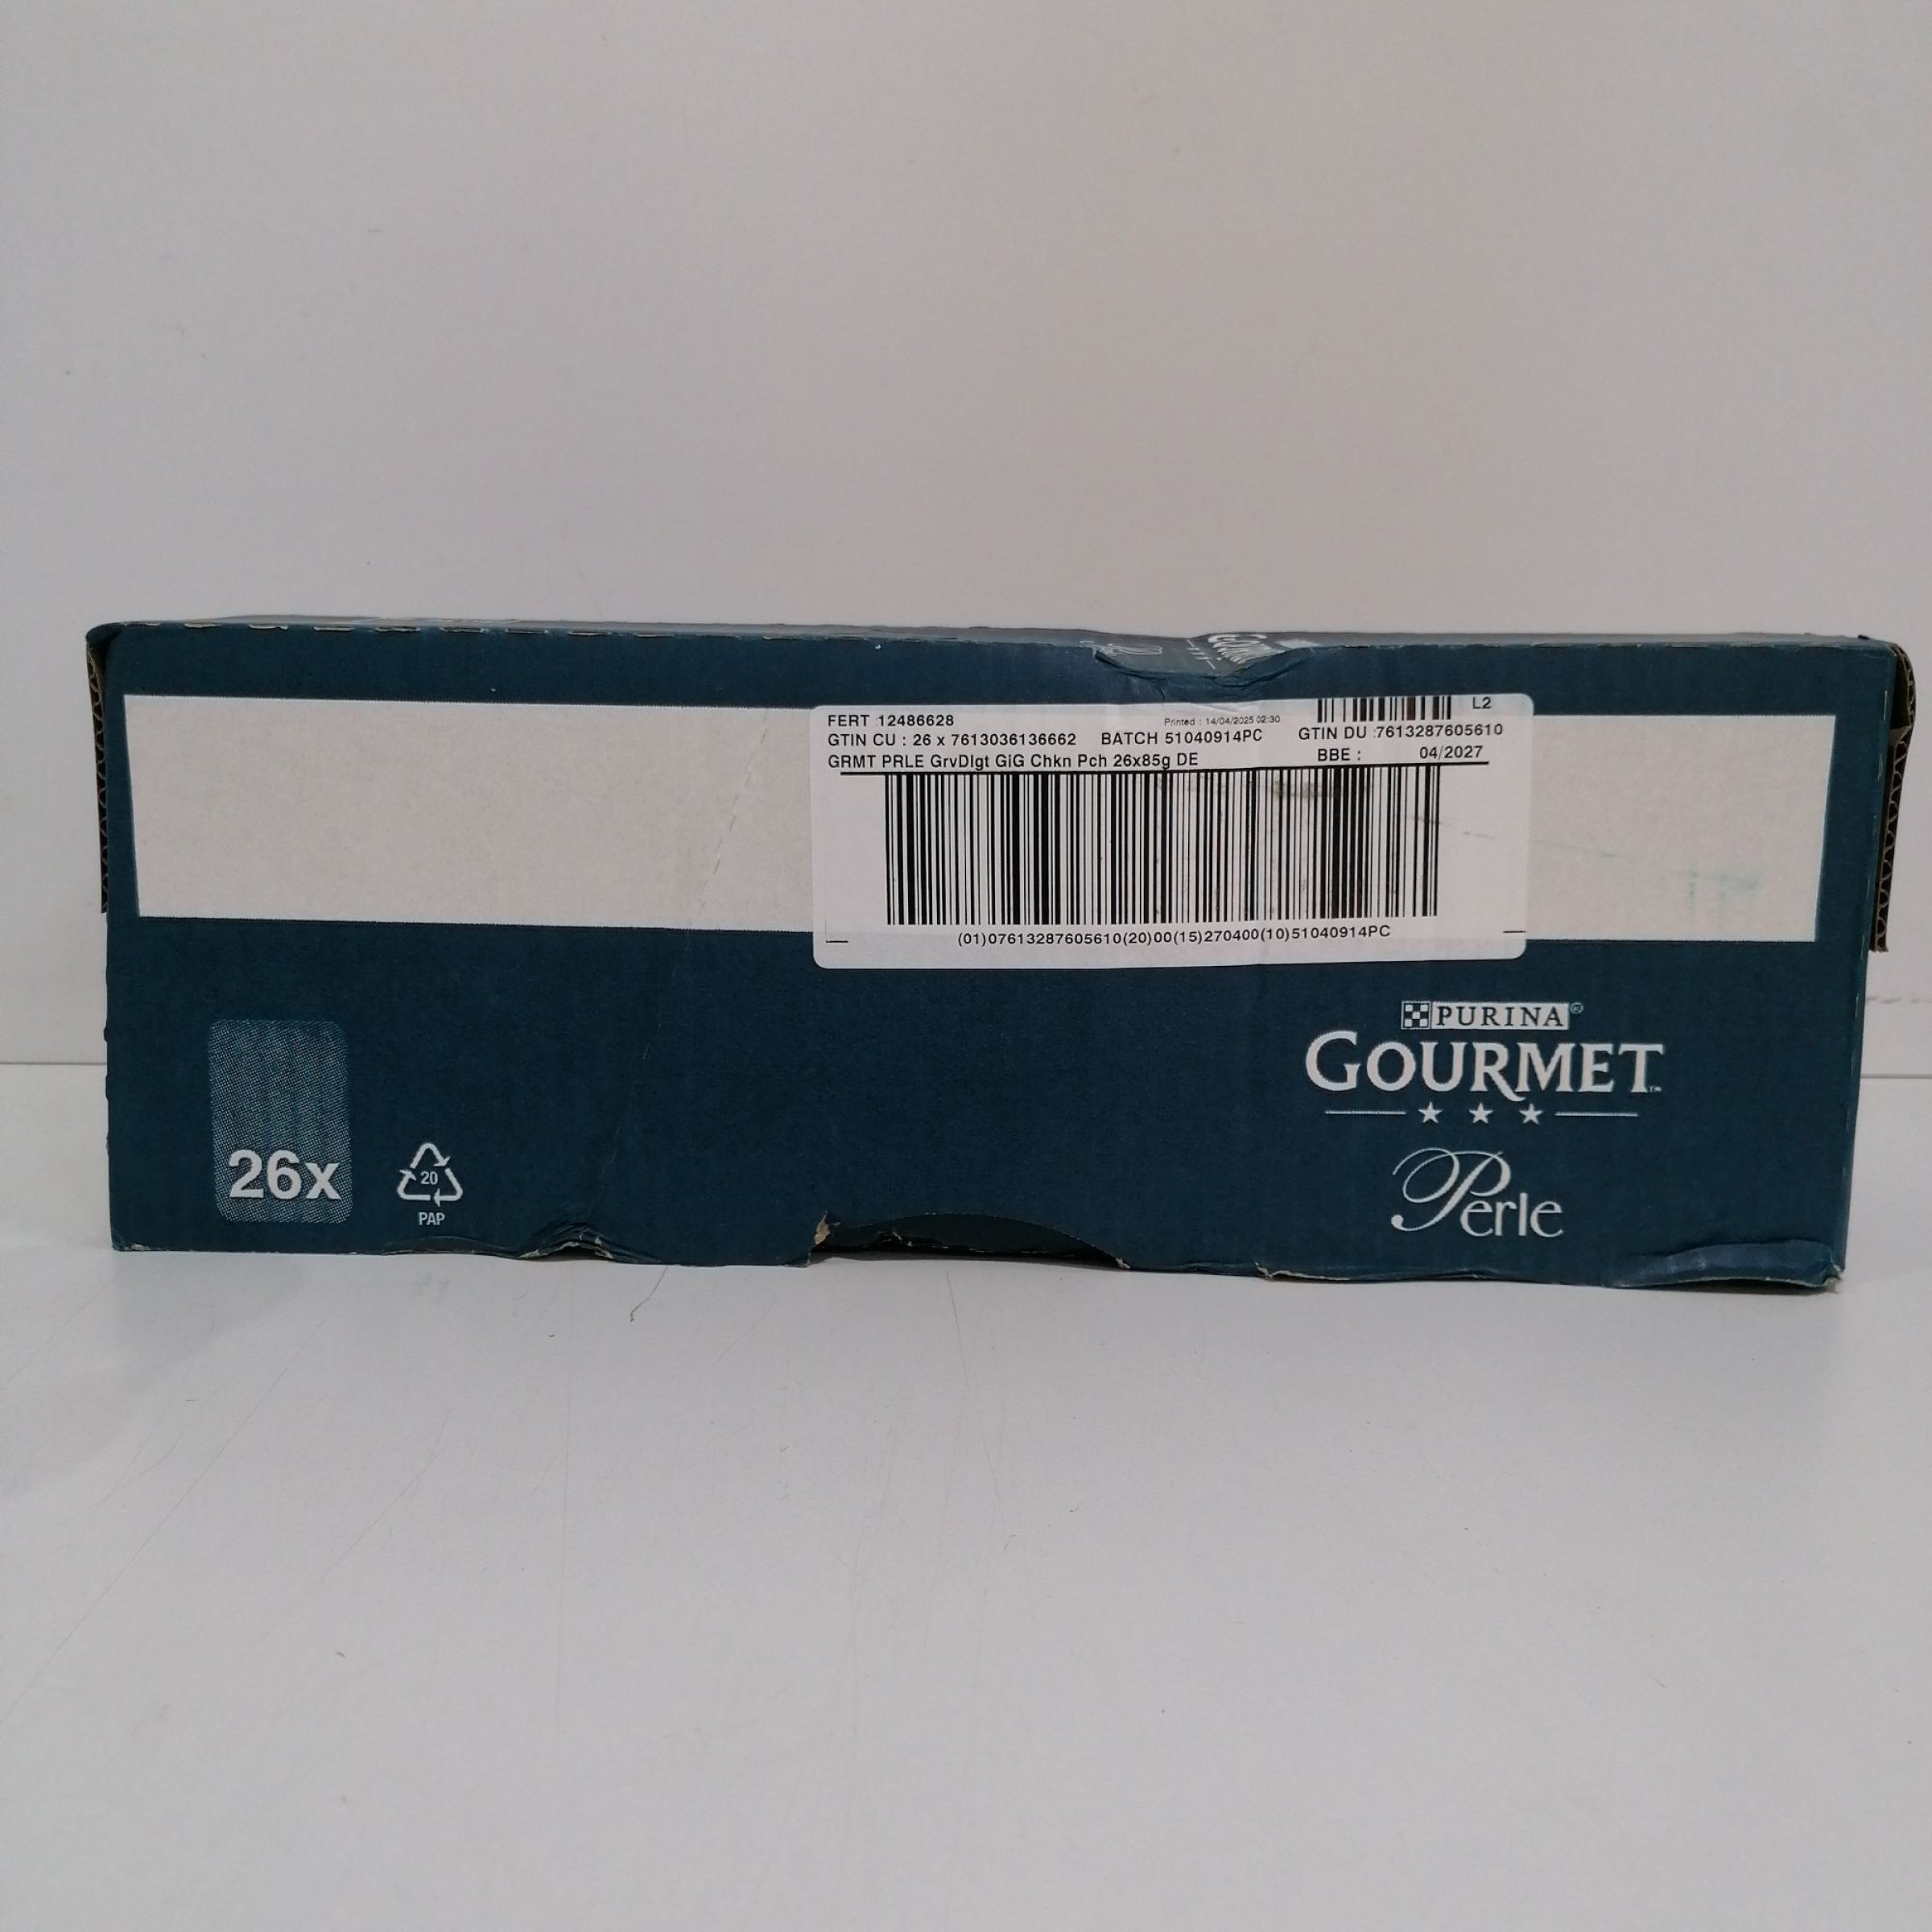 L2
FERT :12486628 Printed : 14/04/2025 02:30
GTIN CU : 26 x 7613036136662 BATCH 51040914PC GTIN DU :7613287605610
GRMT PRLE GrvDlgt GiG Chkn Pch 26x85g DE BBE : 04/2027
(01)07613287605610(20)00(15)270400(10)51040914PC
PURINA®
GOURMET™
Perle
26x
20
PAP